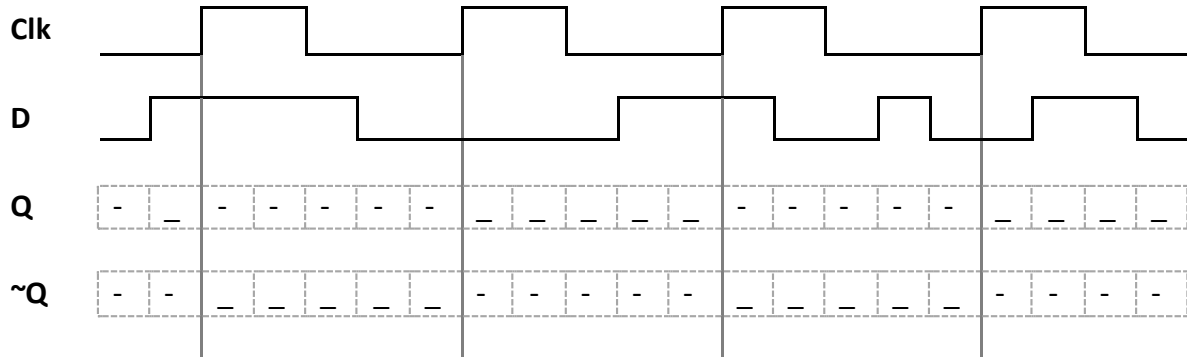 Clk
D
Q - _ - - - - - _ _ _ _ _ - - - - - _ _ _ _
~Q - - _ _ _ _ _ - - - - - _ _ _ _ _ - - - -